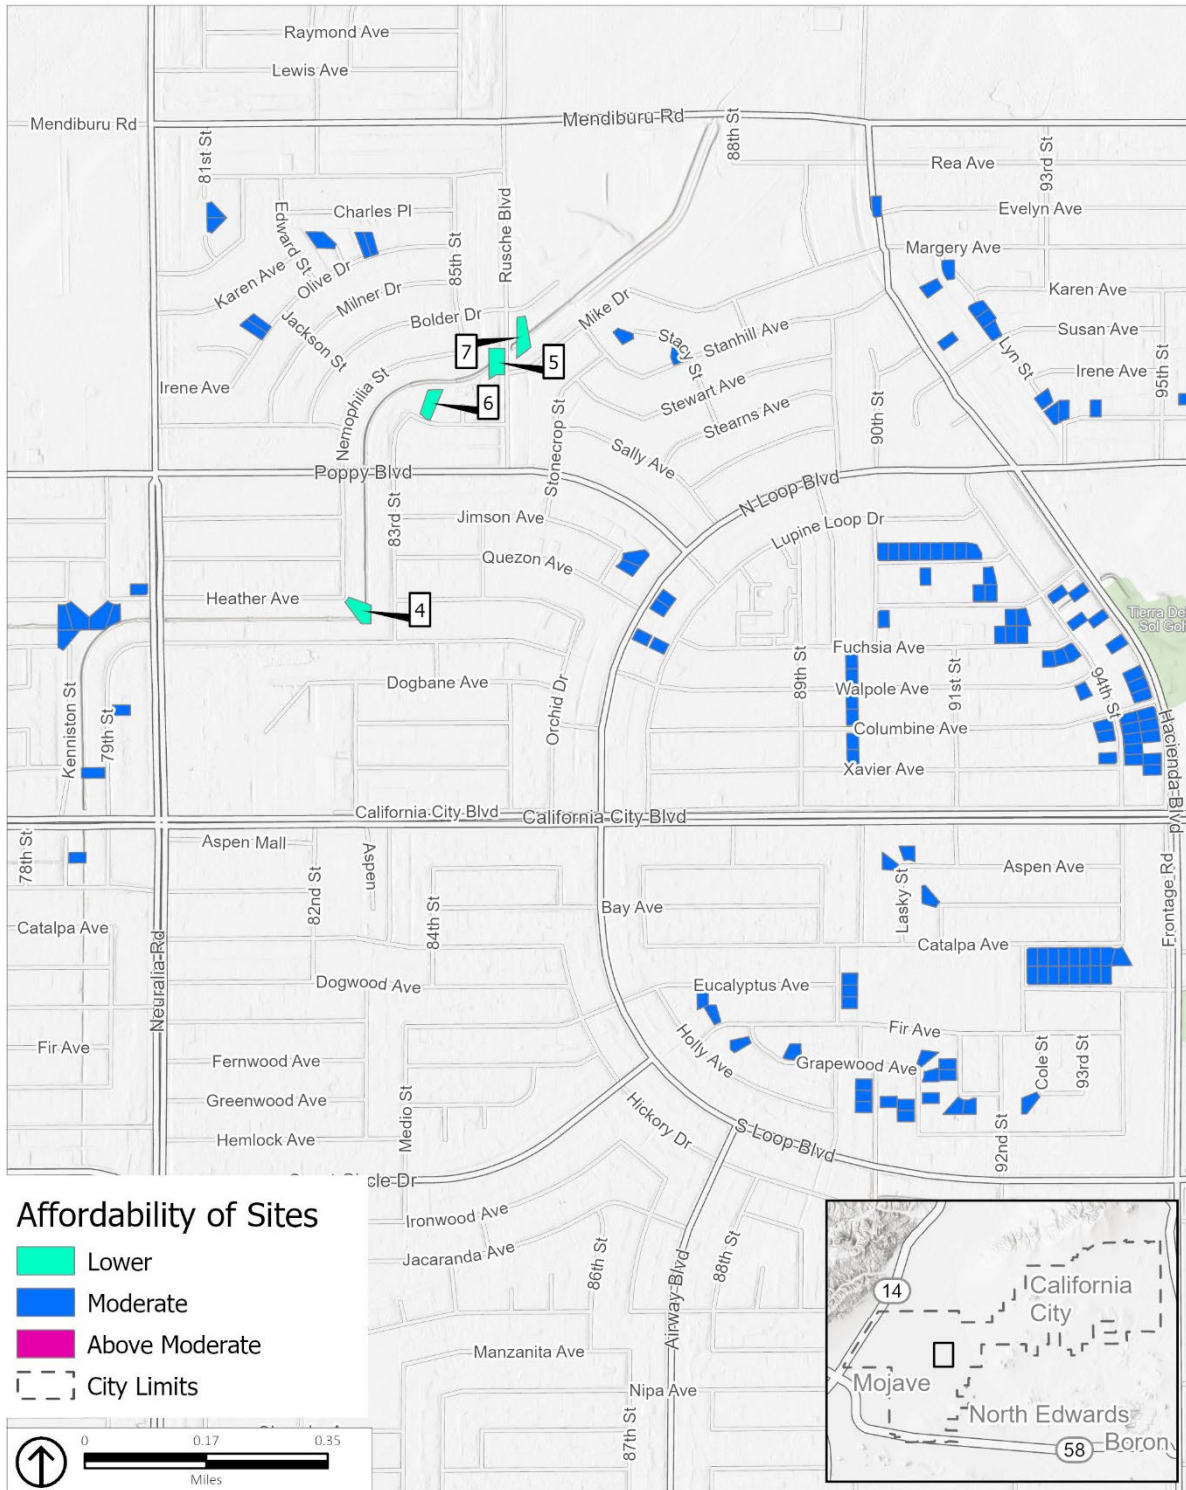 Raymond Ave
Lewis Ave
Mendiburu Rd
Mendiburu Rd
88th St
81st St
93rd St
Rea Ave
Rusche Blvd
Charles Pl
Evelyn Ave
Edward St
85th St
Margery Ave
Karen Ave
Olive Dr
Milner Dr
Karen Ave
Mike Dr
Bolder Dr
Jackson St
Stacy St
Stanhill Ave
Susan Ave
Lyn St
7
5
Irene Ave
Irene Ave
95th St
Nemophilia St
6
Stewart Ave
Stearns Ave
90th St
Stonecrop St
Sally Ave
Poppy Blvd
N Loop Blvd
83rd St
Jimson Ave
Lupine Loop Dr
Quezon Ave
Heather Ave
4
Tierra Del
Sol Gol
Fuchsia Ave
89th St
91st St
94th St
Dogbane Ave
Walpole Ave
Orchid Dr
Kenniston St
79th St
Columbine Ave
Hacienda Blvd
Xavier Ave
California City Blvd
California City Blvd
78th St
Aspen Mall
Aspen
82nd St
Aspen Ave
Lasky St
Frontage Rd
84th St
Bay Ave
Catalpa Ave
Catalpa Ave
Neuralia Rd
Dogwood Ave
Eucalyptus Ave
Fir Ave
Fir Ave
Holly Ave
Fernwood Ave
Grapewood Ave
Cole St
93rd St
Greenwood Ave
Medio St
Hickory Dr
Hemlock Ave
S Loop Blvd
92nd St
cle Dr
Ironwood Ave
Jacaranda Ave
86th St
88th St
Airway Blvd
Manzanita Ave
Nipa Ave
87th St
Affordability of Sites
Lower
Moderate
Above Moderate
City Limits
0
0.17
0.35
Miles
14
California
City
Mojave
North Edwards
Boron
58